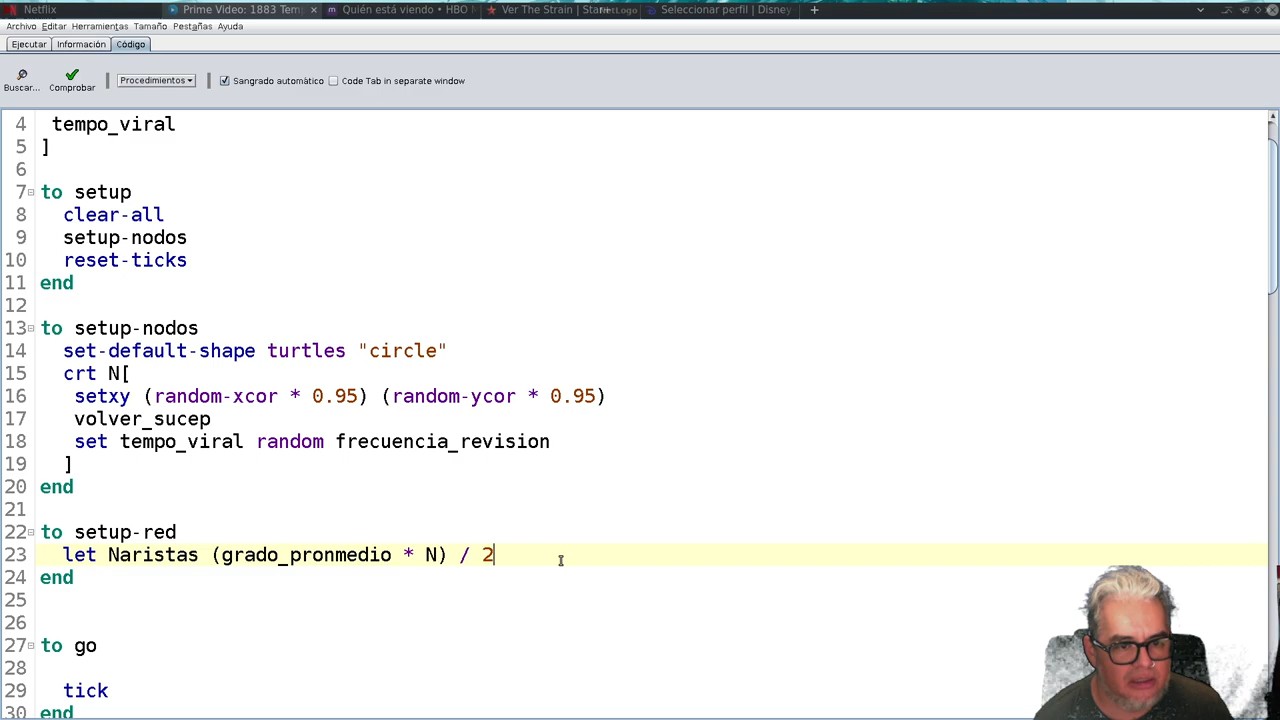 Netflix
Prime Video: 1883 Tem
Quién está viendo • HBO
Ver The Strain | Star+
Seleccionar perfil | Disney
Archivo Editar Herramientas Tamaño Pestañas Ayuda
Ejecutar Información Código
Buscar... Comprobar Procedimientos Sangrado automático Code Tab in separate window
4 tempo_viral
5 ]
6
7 to setup
8 clear-all
9 setup-nodos
10 reset-ticks
11 end
12
13 to setup-nodos
14 set-default-shape turtles "circle"
15 crt N[
16 setxy (random-xcor * 0.95) (random-ycor * 0.95)
17 volver_sucep
18 set tempo_viral random frecuencia_revision
19 ]
20 end
21
22 to setup-red
23 let Naristas (grado_pronmedio * N) / 2
24 end
25
26
27 to go
28
29 tick
30 end